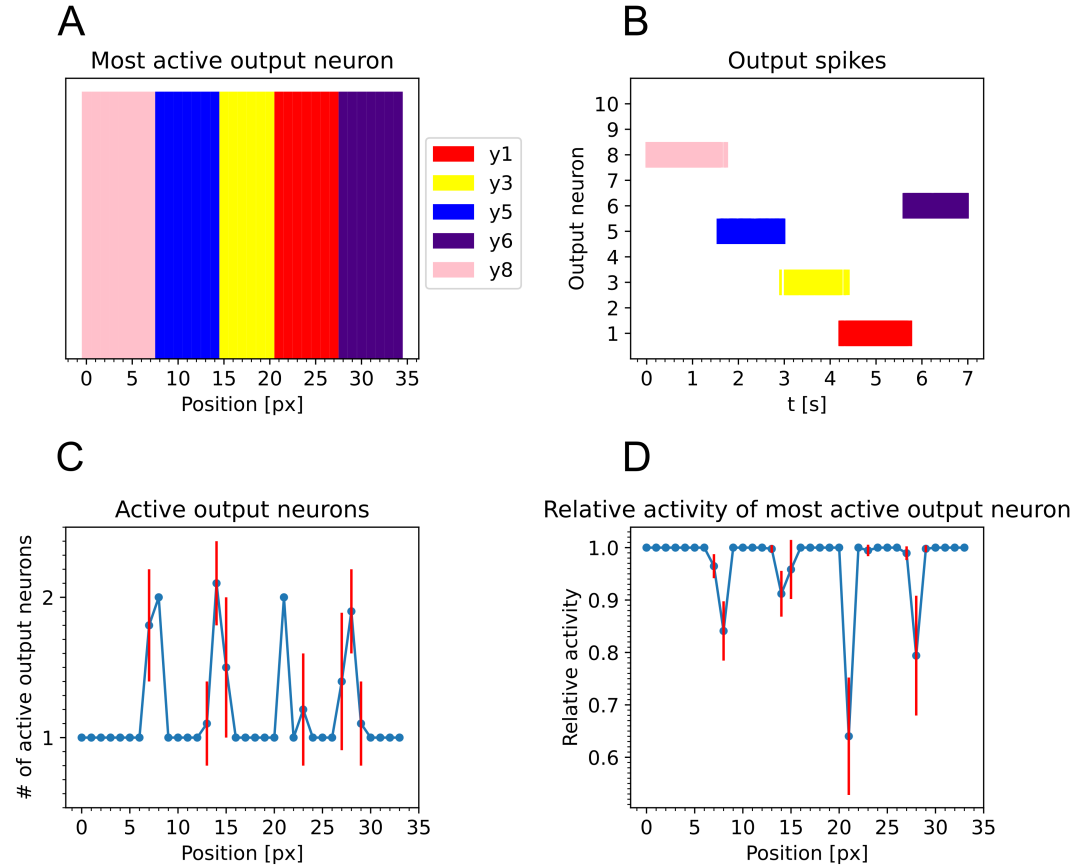 A
Most active output neuron
0 5 10 15 20 25 30 35
Position [px]
y1
y3
y5
y6
y8
B
Output spikes
Output neuron
10
9
8
7
6
5
4
3
2
1
0 1 2 3 4 5 6 7
t [s]
C
Active output neurons
# of active output neurons
2
1
0 5 10 15 20 25 30 35
Position [px]
D
Relative activity of most active output neuron
Relative activity
1.0
0.9
0.8
0.7
0.6
0 5 10 15 20 25 30 35
Position [px]